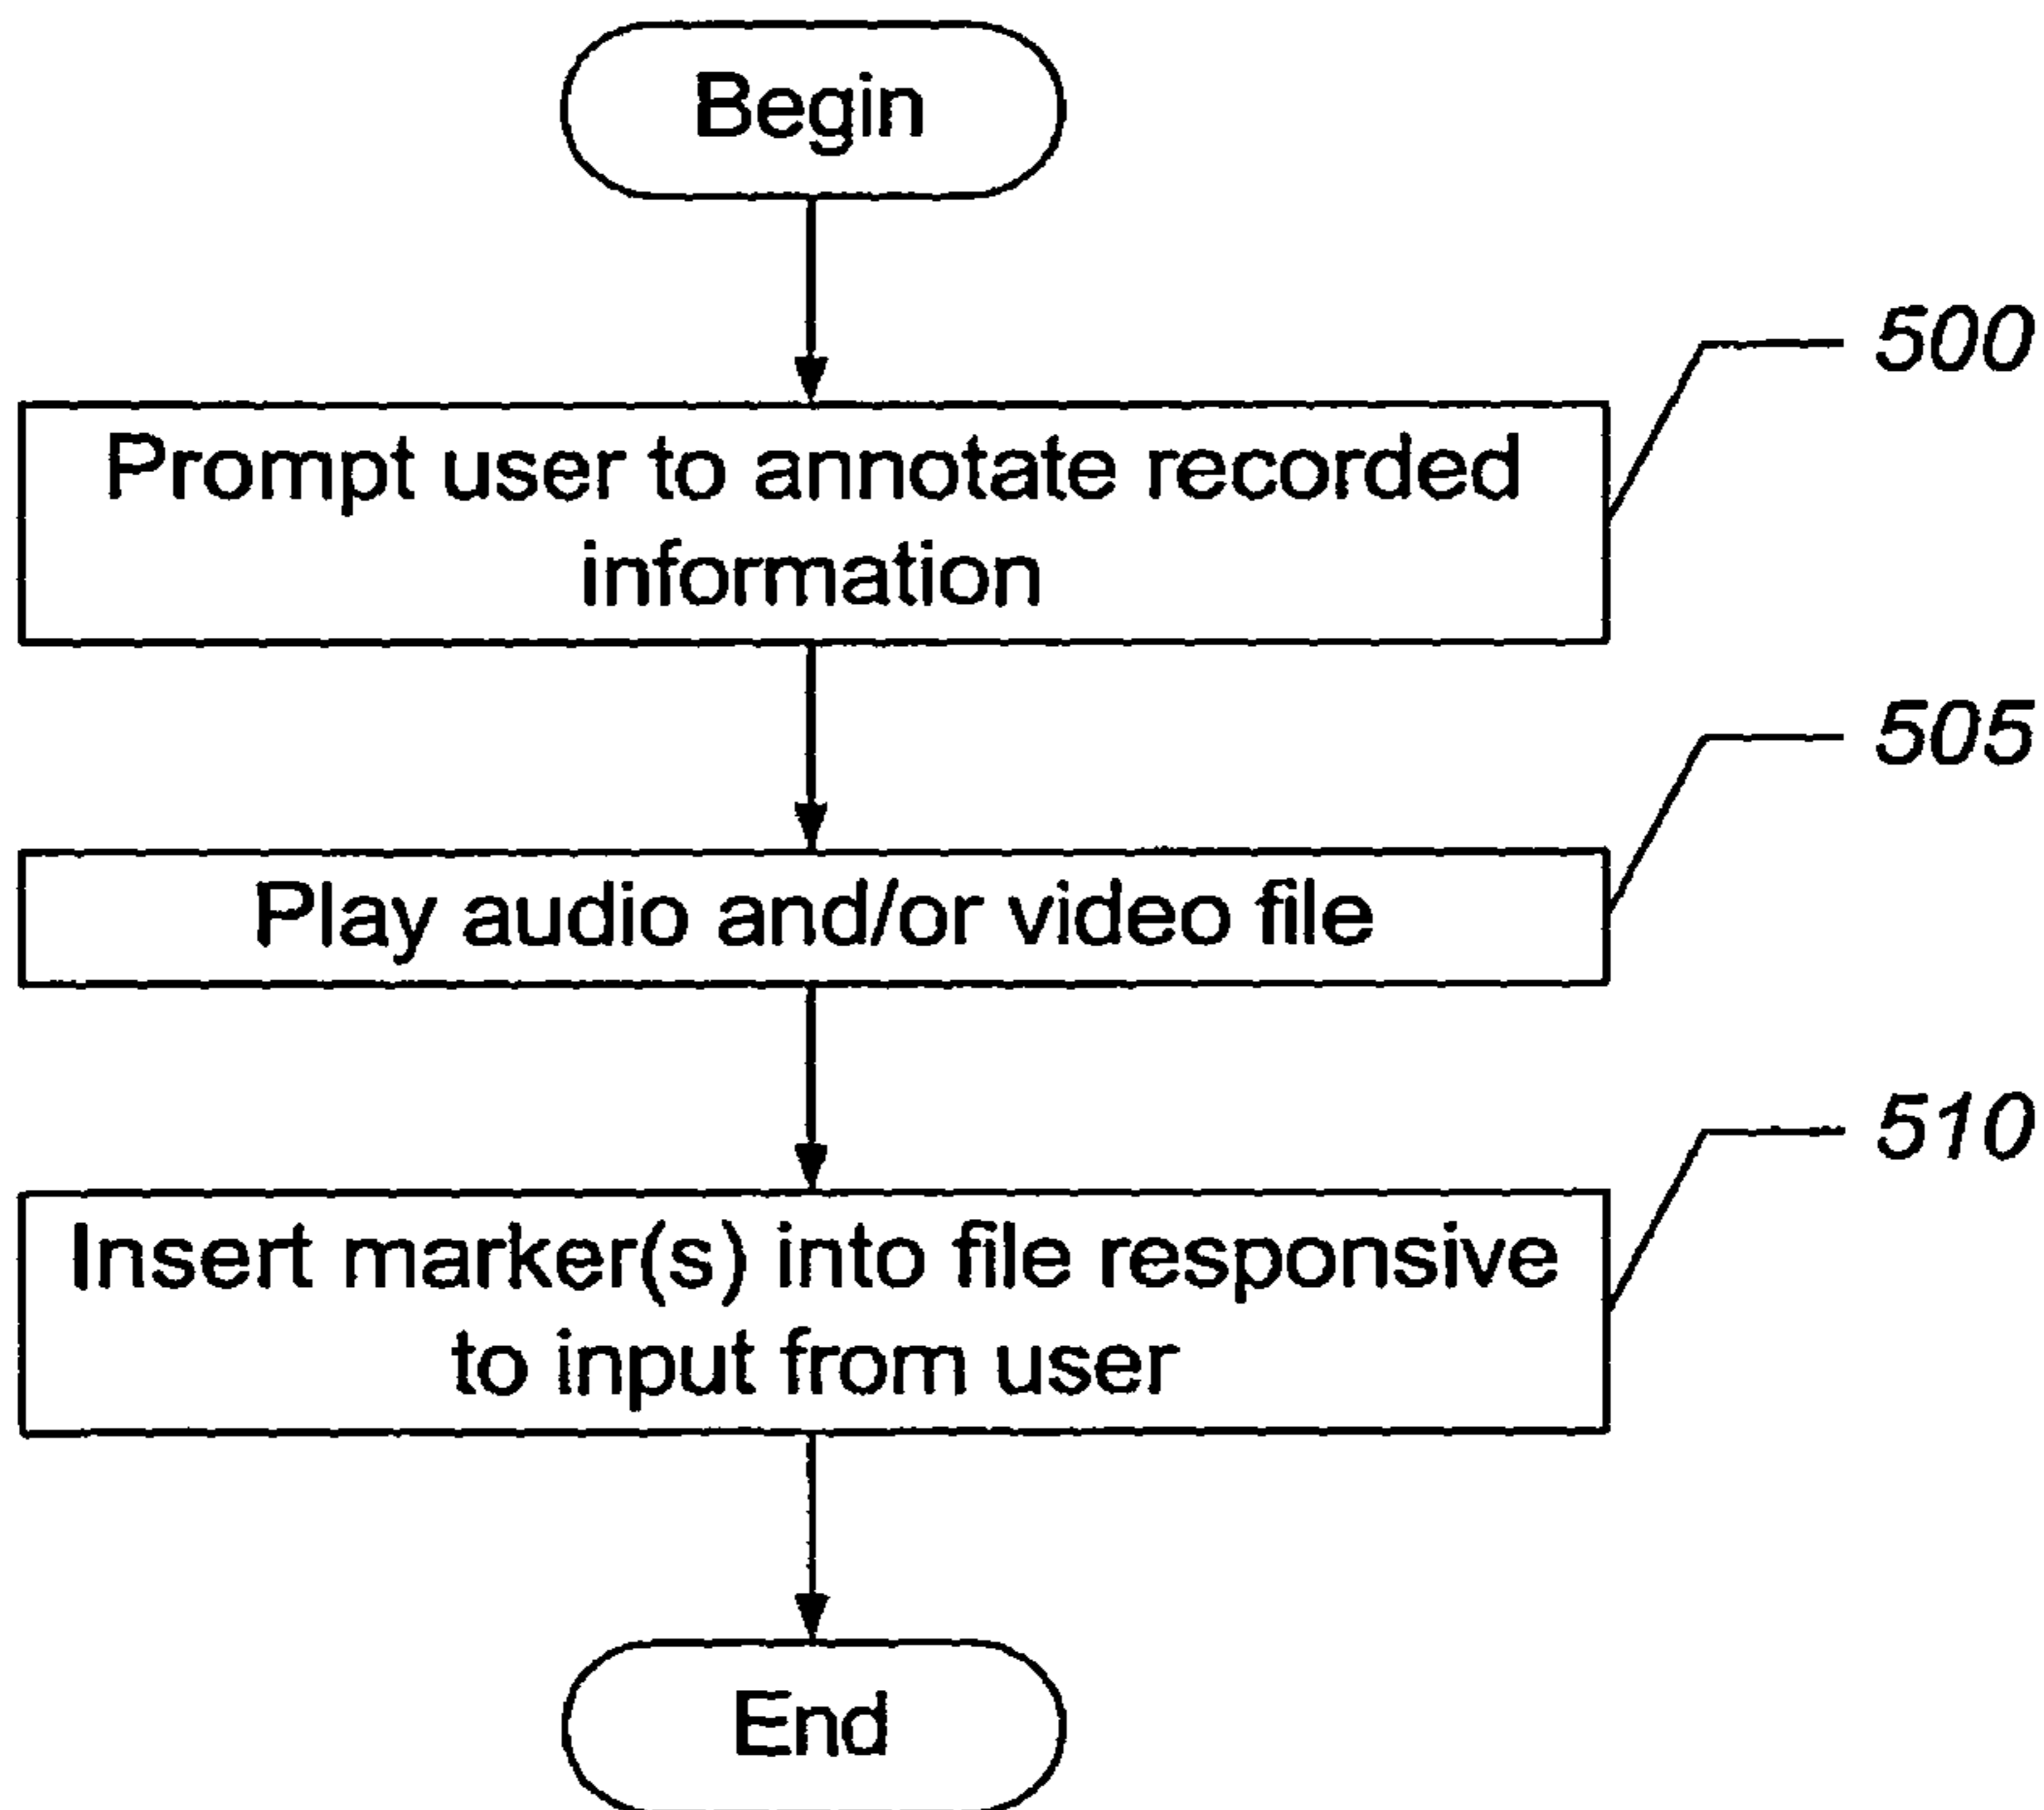 Begin
500
Prompt user to annotate recorded
information
505
Play audio and/or video file
510
Insert marker(s) into file responsive
to input from user
End